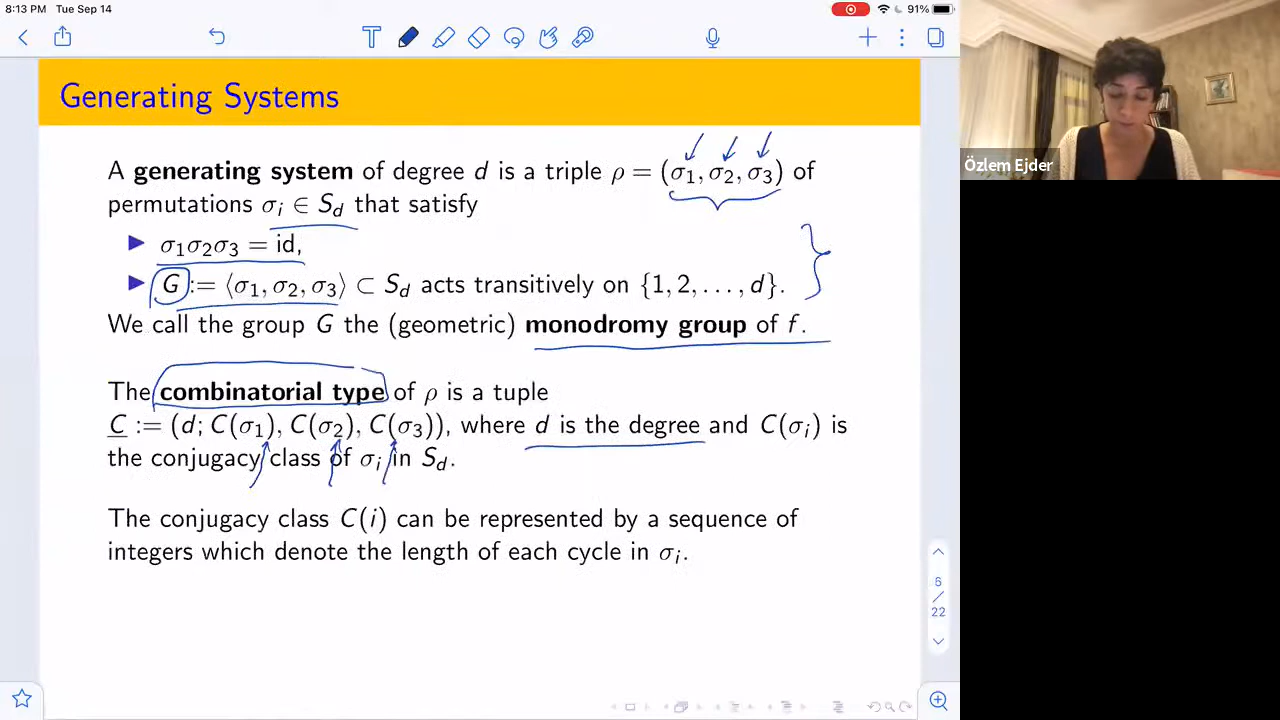 8:13 PM Tue Sep 14
91%
Generating Systems
A generating system of degree d is a triple ρ = (σ₁, σ₂, σ₃) of
permutations σᵢ ∈ S_d that satisfy
▶ σ₁σ₂σ₃ = id,
▶ G := ⟨σ₁, σ₂, σ₃⟩ ⊂ S_d acts transitively on {1, 2, . . . , d}.
We call the group G the (geometric) monodromy group of f.
The combinatorial type of ρ is a tuple
C := (d; C(σ₁), C(σ₂), C(σ₃)), where d is the degree and C(σᵢ) is
the conjugacy class of σᵢ in S_d.
The conjugacy class C(i) can be represented by a sequence of
integers which denote the length of each cycle in σᵢ.
6
/
22
Özlem Ejder